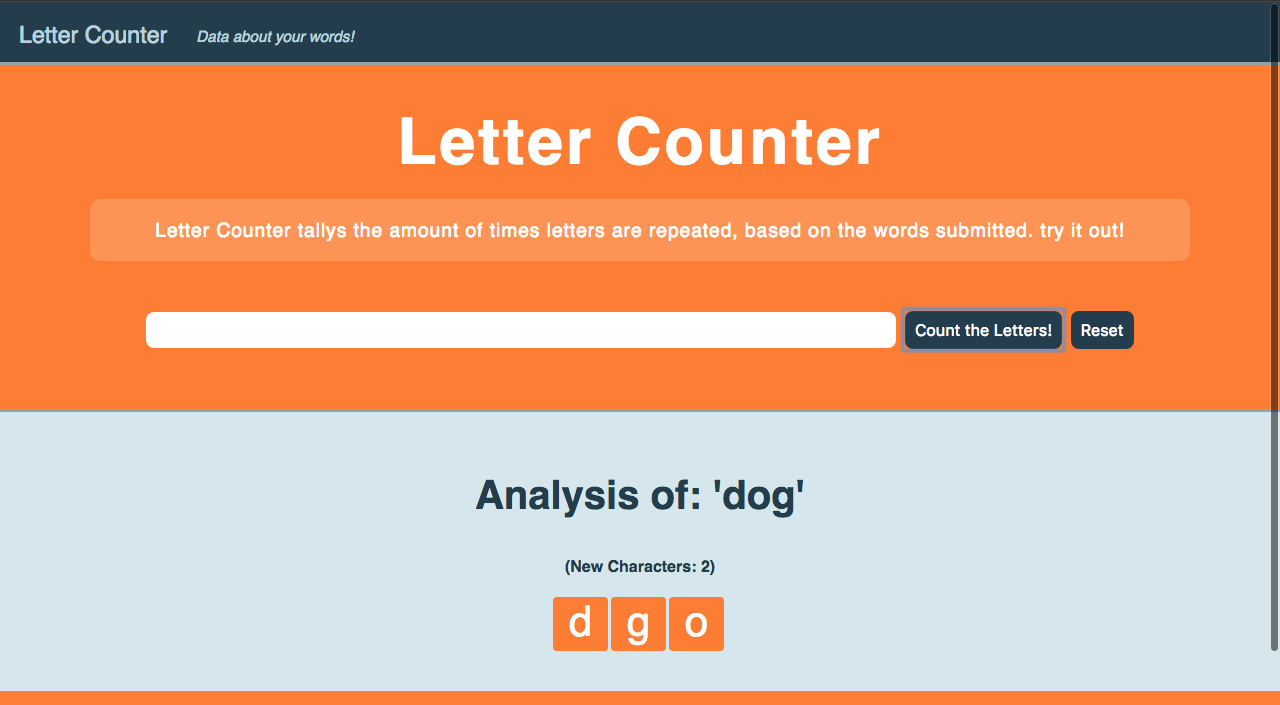 Letter Counter Data about your words!
Letter Counter
Letter Counter tallys the amount of times letters are repeated, based on the words submitted. try it out!
Count the Letters! Reset
Analysis of: 'dog'
(New Characters: 2)
d g o